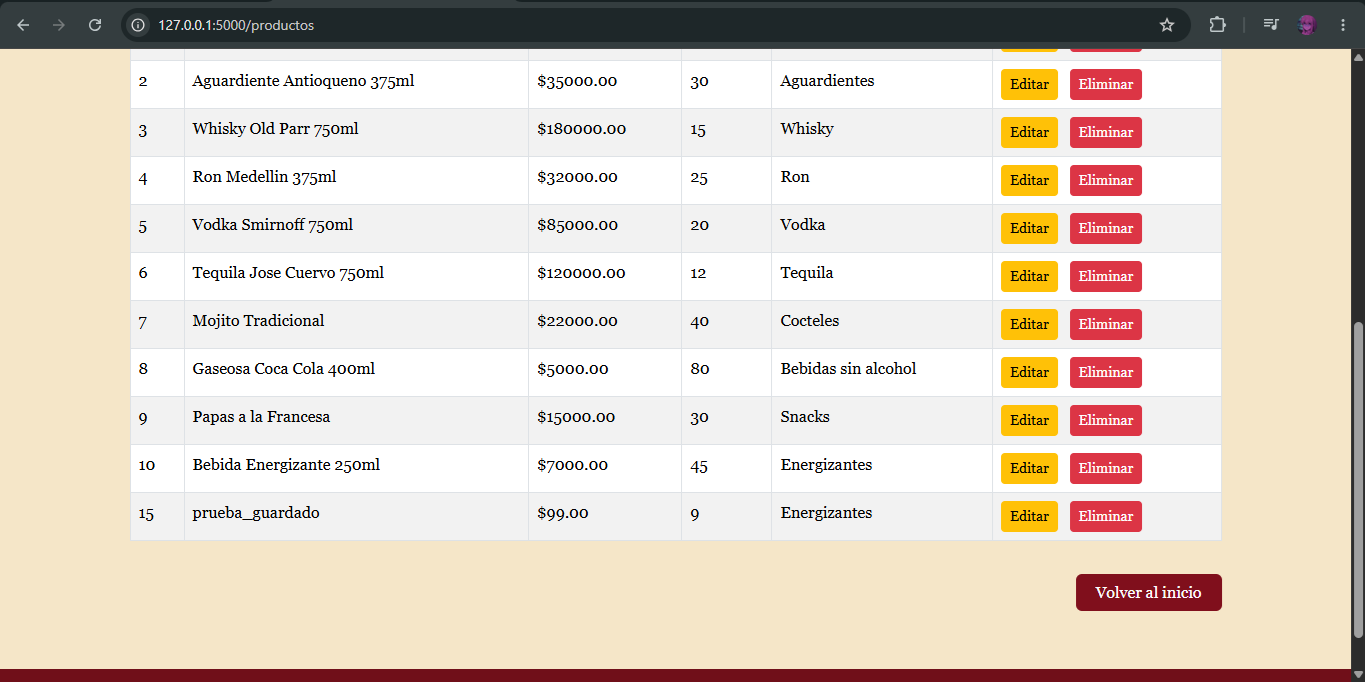 127.0.0.1:5000/productos
2 Aguardiente Antioqueno 375ml $35000.00 30 Aguardientes Editar Eliminar
3 Whisky Old Parr 750ml $180000.00 15 Whisky Editar Eliminar
4 Ron Medellin 375ml $32000.00 25 Ron Editar Eliminar
5 Vodka Smirnoff 750ml $85000.00 20 Vodka Editar Eliminar
6 Tequila Jose Cuervo 750ml $120000.00 12 Tequila Editar Eliminar
7 Mojito Tradicional $22000.00 40 Cocteles Editar Eliminar
8 Gaseosa Coca Cola 400ml $5000.00 80 Bebidas sin alcohol Editar Eliminar
9 Papas a la Francesa $15000.00 30 Snacks Editar Eliminar
10 Bebida Energizante 250ml $7000.00 45 Energizantes Editar Eliminar
15 prueba_guardado $99.00 9 Energizantes Editar Eliminar
Volver al inicio